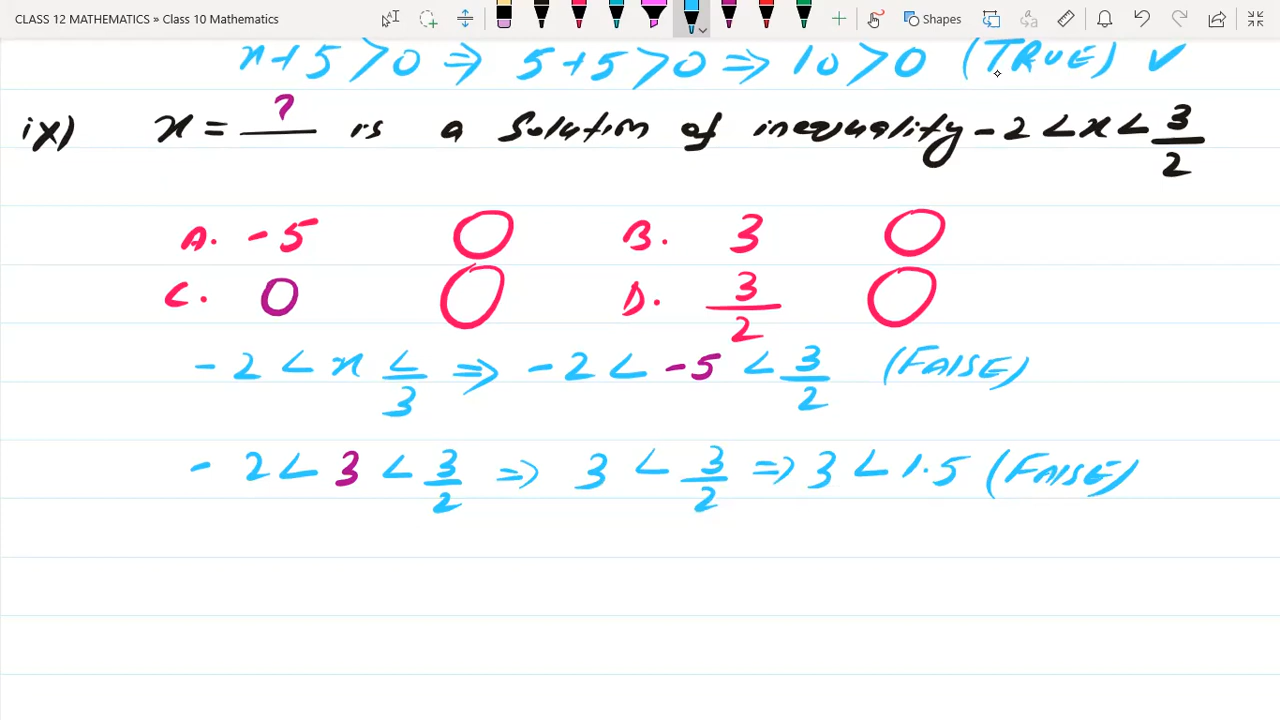 CLASS 12 MATHEMATICS » Class 10 Mathematics Shapes
x+5>0 ⇒ 5+5>0 ⇒ 10>0 (TRUE) ✓
ix) x = ? is a solution of inequality -2<x<3/2
A. -5 B. 3
C. 0 D. 3/2
-2 < x </3 ⇒ -2 < -5 < 3/2 (FALSE)
-2 < 3 < 3/2 ⇒ 3 < 3/2 ⇒ 3 < 1.5 (FALSE)